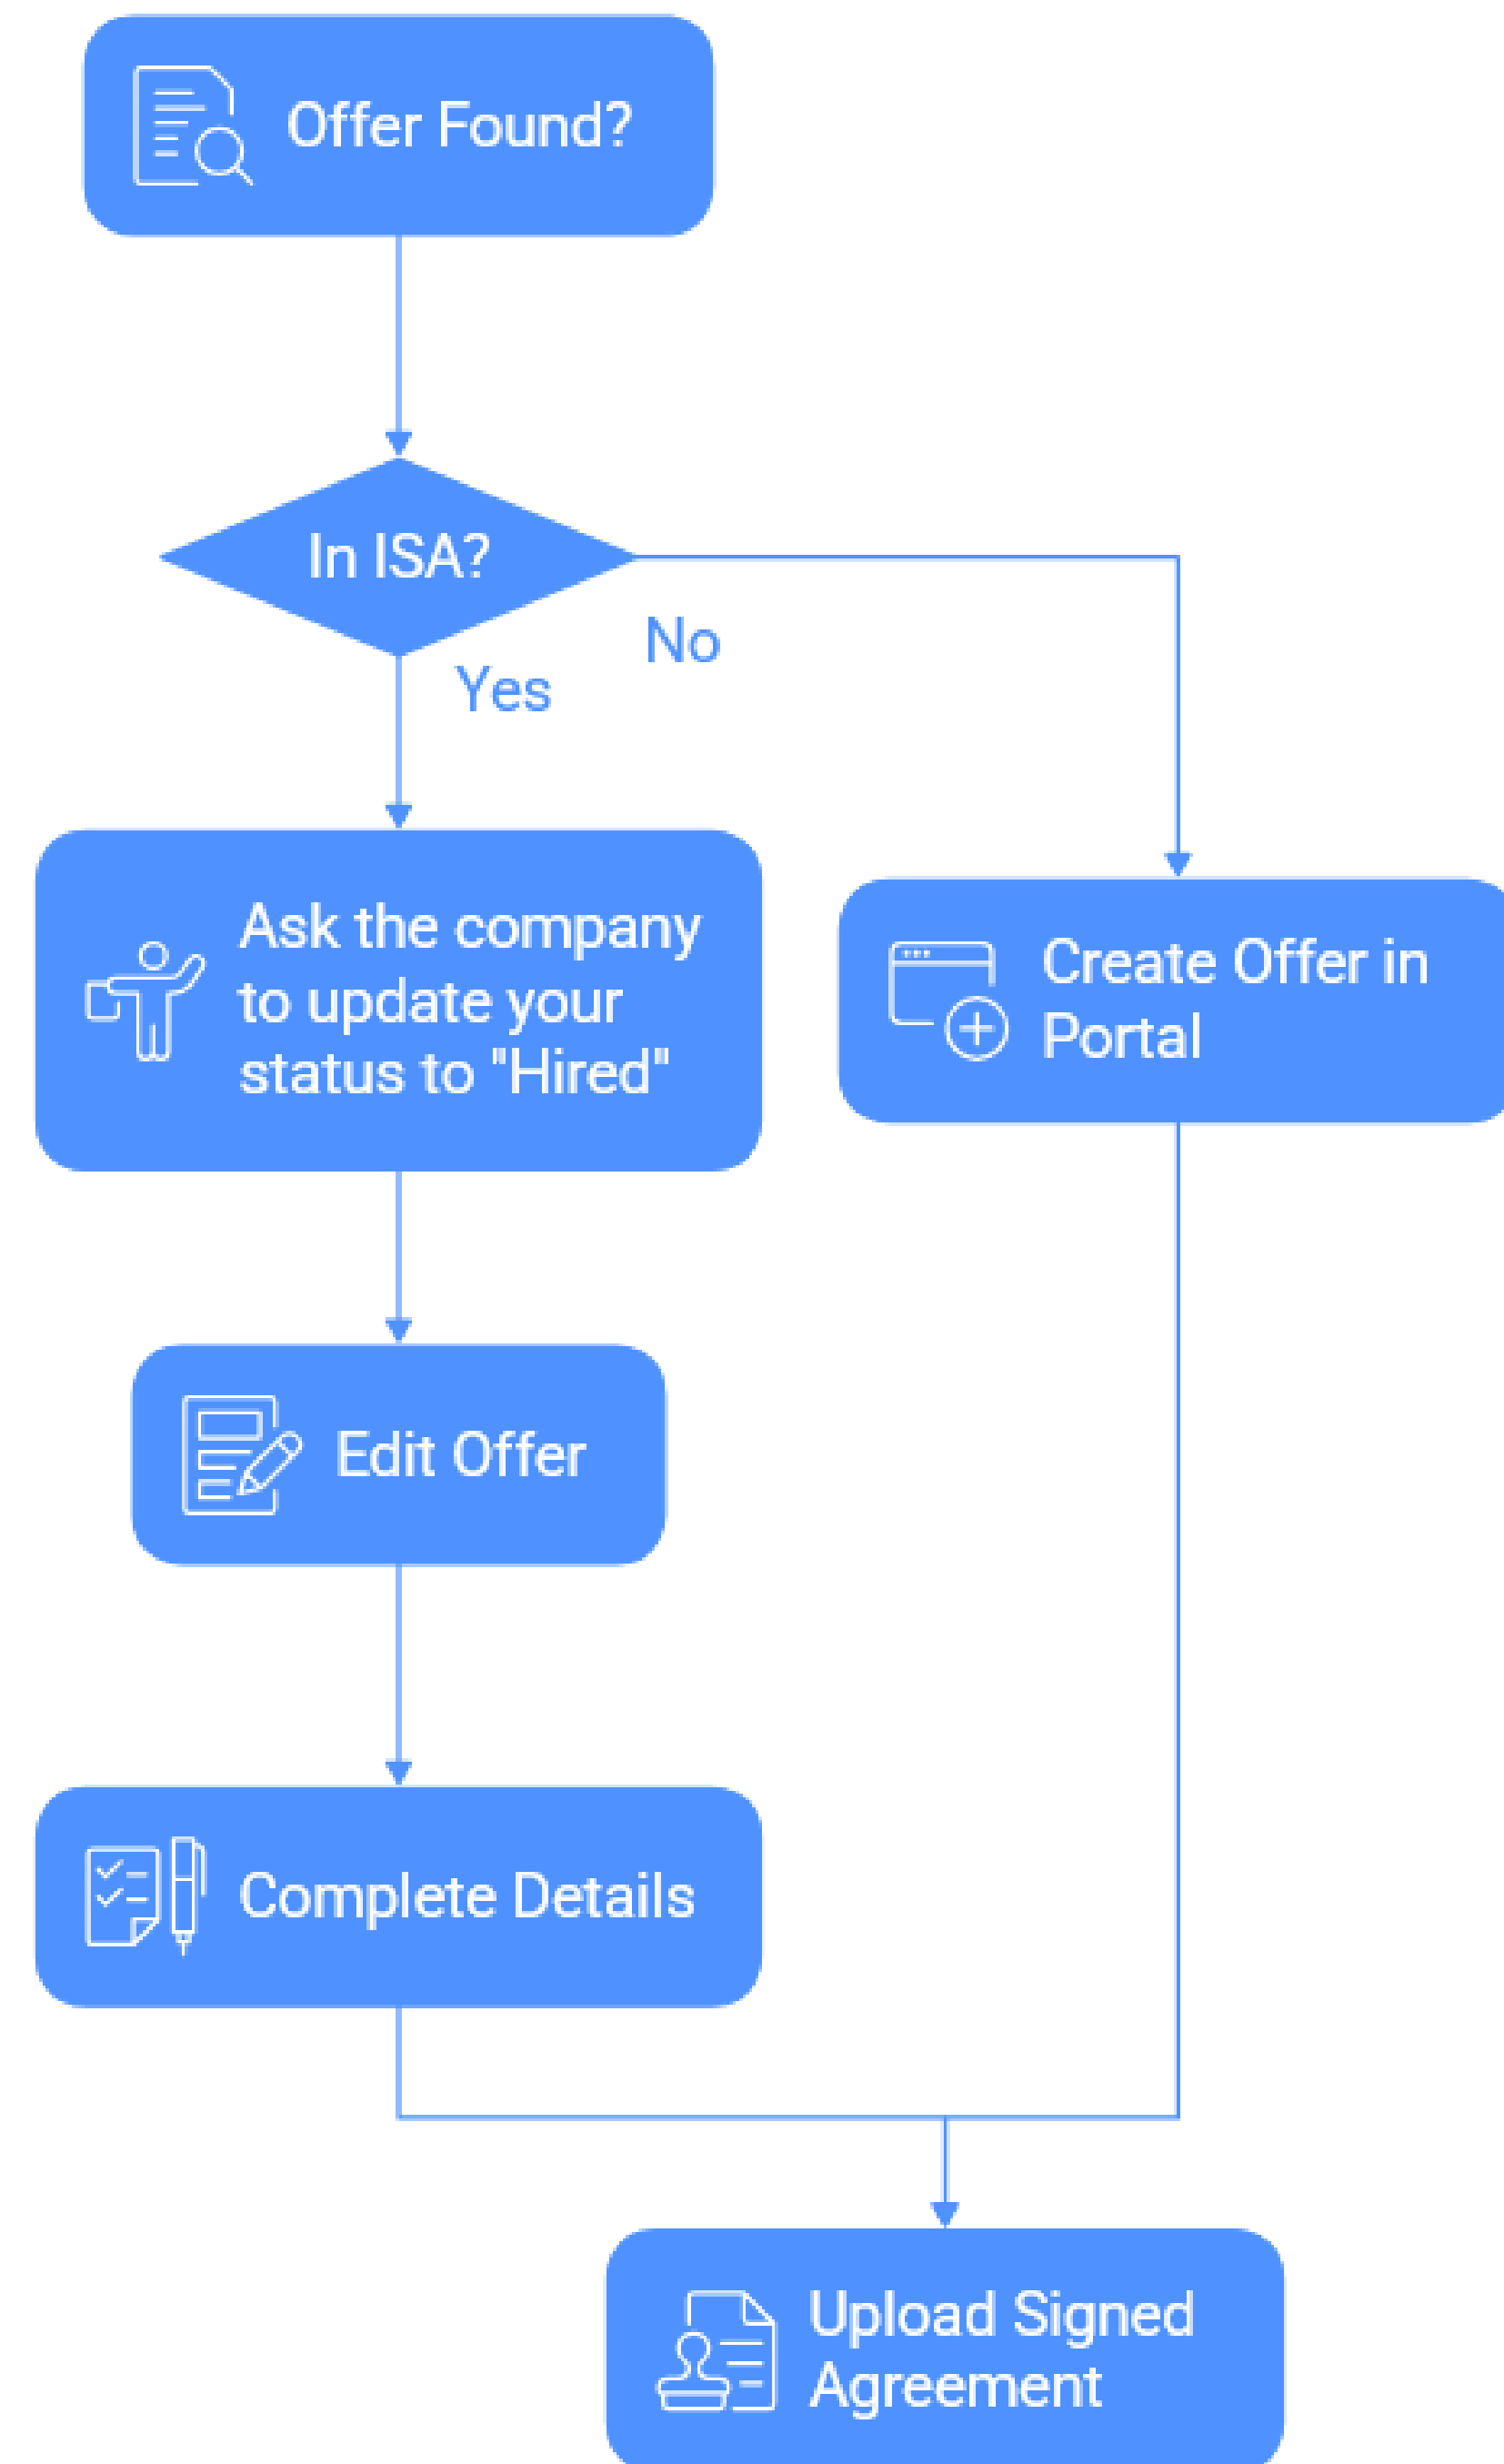 Offer Found?
In ISA?
No
Yes
Ask the company
to update your
status to "Hired"
Create Offer in
Portal
Edit Offer
Complete Details
Upload Signed
Agreement